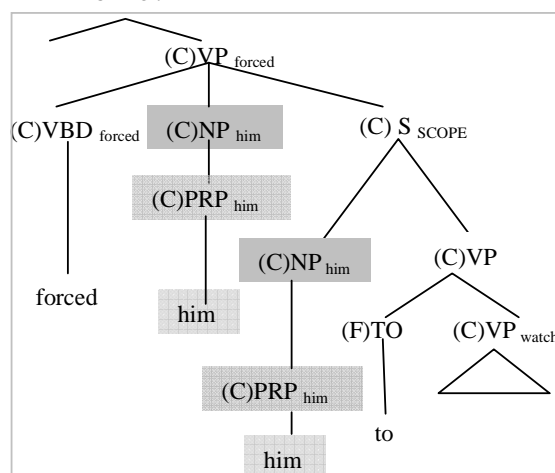 (C)VP forced
(C)VBD forced (C)NP him (C) S SCOPE
(C)PRP him
(C)NP him (C)VP
forced him (F)TO (C)VP watch
(C)PRP him
to
him